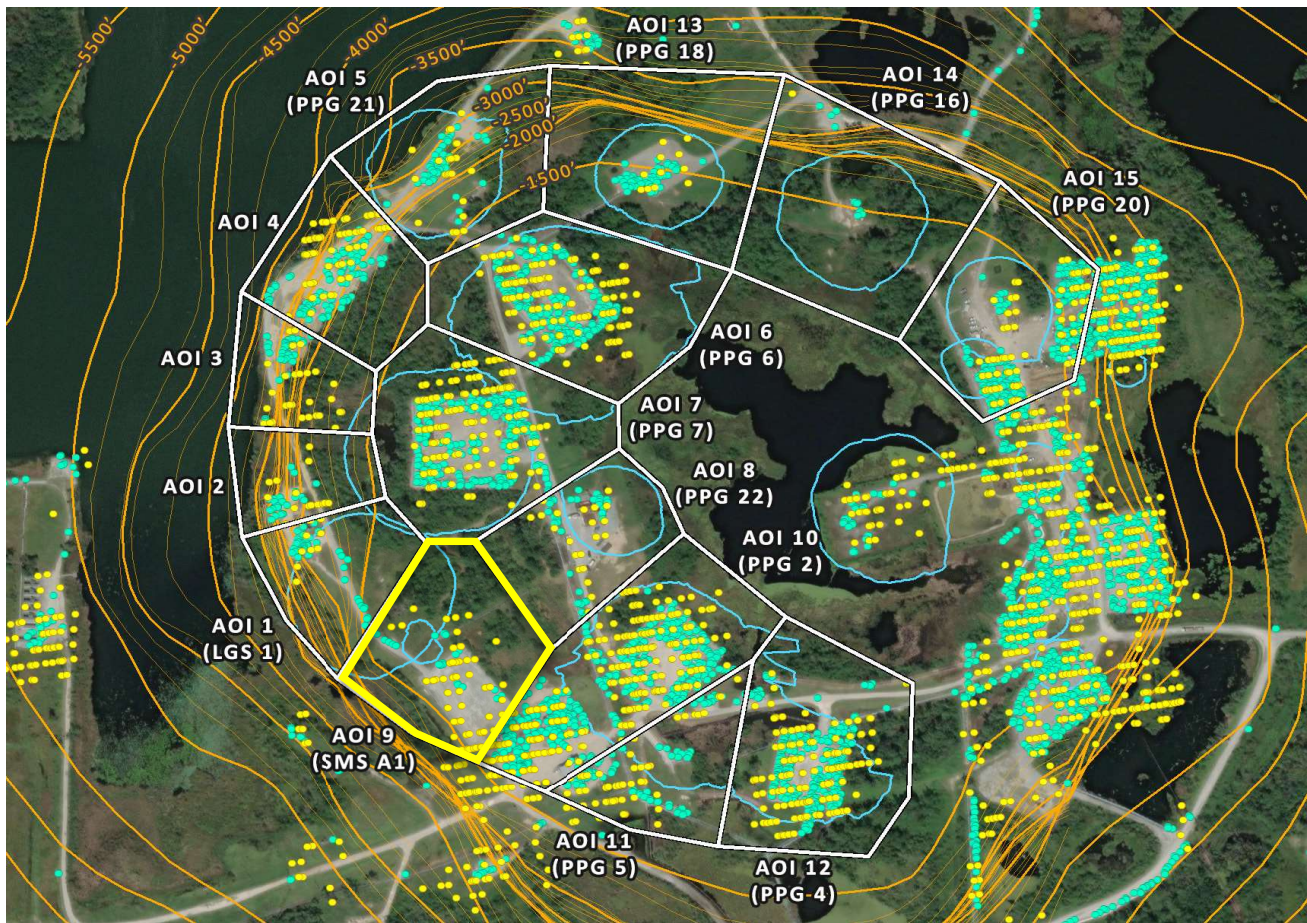 -5500'
-5000'
-4500'
-4000'
-3500'
-3000'
-2500'
-2000'
-1500'
AOI 13
(PPG 18)
AOI 14
(PPG 16)
AOI 5
(PPG 21)
AOI 15
(PPG 20)
AOI 4
AOI 3
AOI 6
(PPG 6)
AOI 7
(PPG 7)
AOI 8
(PPG 22)
AOI 2
AOI 10
(PPG 2)
AOI 1
(LGS 1)
AOI 9
(SMS A1)
AOI 11
(PPG 5)
AOI 12
(PPG 4)